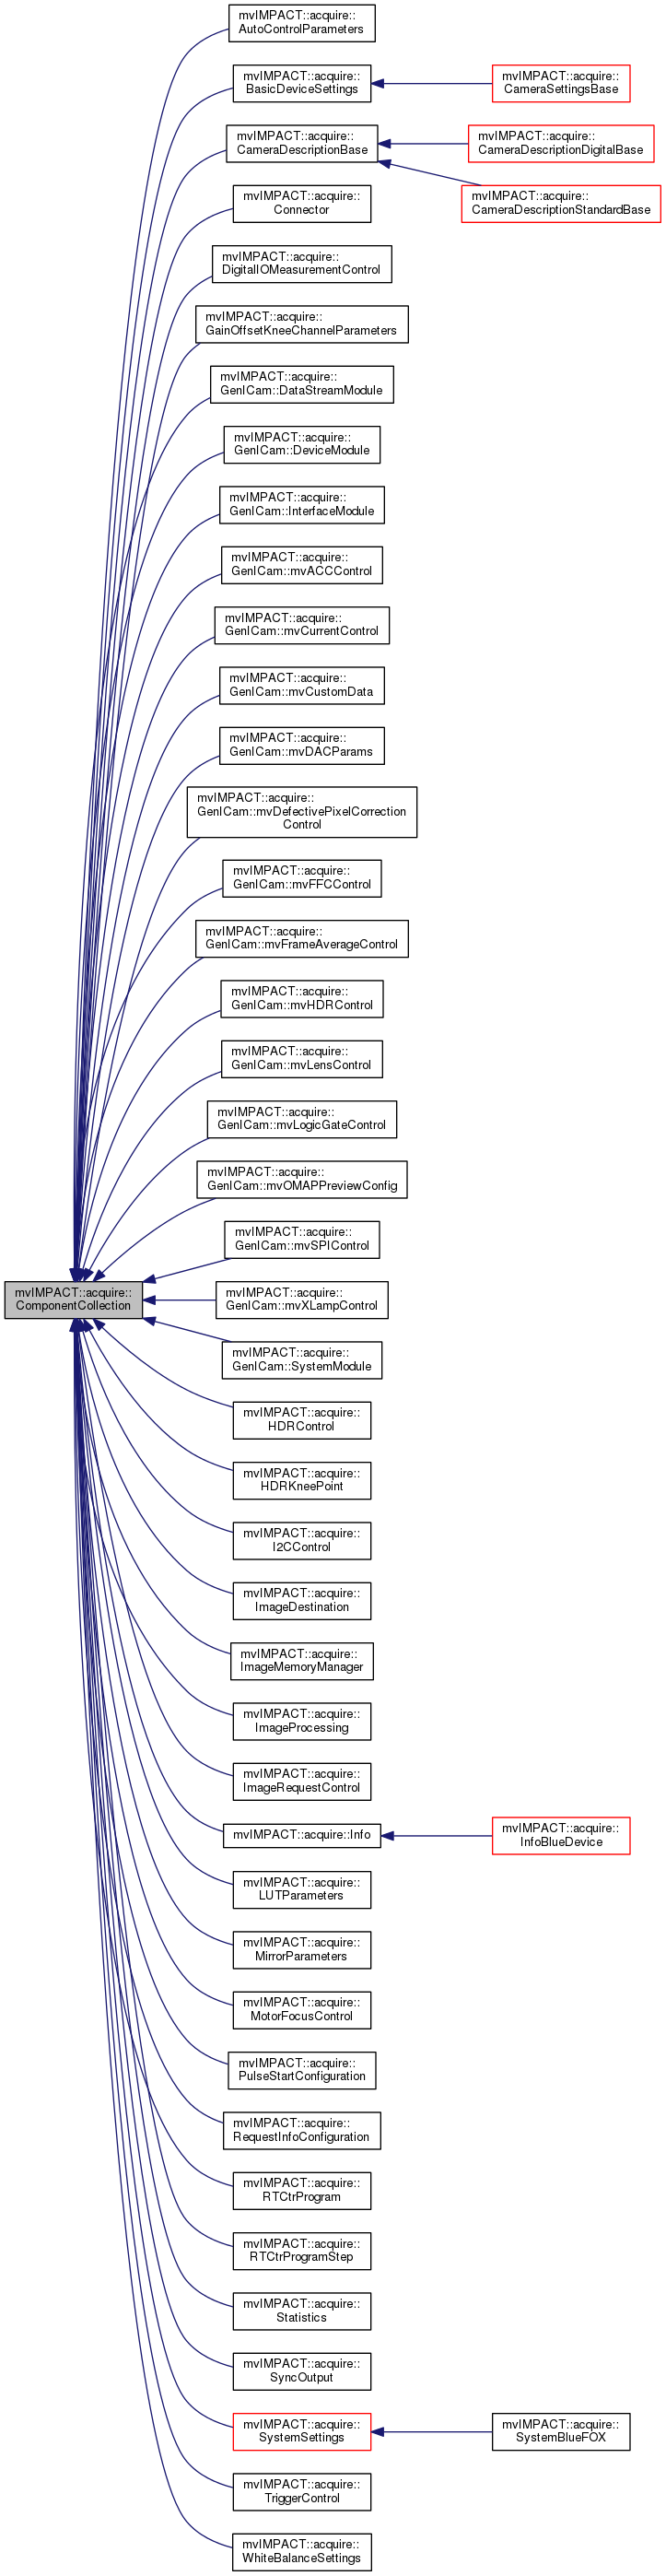 mvIMPACT::acquire::
AutoControlParameters
mvIMPACT::acquire::
BasicDeviceSettings
mvIMPACT::acquire::
CameraSettingsBase
mvIMPACT::acquire::
CameraDescriptionBase
mvIMPACT::acquire::
CameraDescriptionDigitalBase
mvIMPACT::acquire::
CameraDescriptionStandardBase
mvIMPACT::acquire::
Connector
mvIMPACT::acquire::
DigitalIOMeasurementControl
mvIMPACT::acquire::
GainOffsetKneeChannelParameters
mvIMPACT::acquire::
GenICam::DataStreamModule
mvIMPACT::acquire::
GenICam::DeviceModule
mvIMPACT::acquire::
GenICam::InterfaceModule
mvIMPACT::acquire::
GenICam::mvACCControl
mvIMPACT::acquire::
GenICam::mvCurrentControl
mvIMPACT::acquire::
GenICam::mvCustomData
mvIMPACT::acquire::
GenICam::mvDACParams
mvIMPACT::acquire::
GenICam::mvDefectivePixelCorrection
Control
mvIMPACT::acquire::
GenICam::mvFFCControl
mvIMPACT::acquire::
GenICam::mvFrameAverageControl
mvIMPACT::acquire::
GenICam::mvHDRControl
mvIMPACT::acquire::
GenICam::mvLensControl
mvIMPACT::acquire::
GenICam::mvLogicGateControl
mvIMPACT::acquire::
GenICam::mvOMAPPreviewConfig
mvIMPACT::acquire::
GenICam::mvSPIControl
mvIMPACT::acquire::
ComponentCollection
mvIMPACT::acquire::
GenICam::mvXLampControl
mvIMPACT::acquire::
GenICam::SystemModule
mvIMPACT::acquire::
HDRControl
mvIMPACT::acquire::
HDRKneePoint
mvIMPACT::acquire::
I2CControl
mvIMPACT::acquire::
ImageDestination
mvIMPACT::acquire::
ImageMemoryManager
mvIMPACT::acquire::
ImageProcessing
mvIMPACT::acquire::
ImageRequestControl
mvIMPACT::acquire::Info
mvIMPACT::acquire::
InfoBlueDevice
mvIMPACT::acquire::
LUTParameters
mvIMPACT::acquire::
MirrorParameters
mvIMPACT::acquire::
MotorFocusControl
mvIMPACT::acquire::
PulseStartConfiguration
mvIMPACT::acquire::
RequestInfoConfiguration
mvIMPACT::acquire::
RTCtrProgram
mvIMPACT::acquire::
RTCtrProgramStep
mvIMPACT::acquire::
Statistics
mvIMPACT::acquire::
SyncOutput
mvIMPACT::acquire::
SystemSettings
mvIMPACT::acquire::
SystemBlueFOX
mvIMPACT::acquire::
TriggerControl
mvIMPACT::acquire::
WhiteBalanceSettings